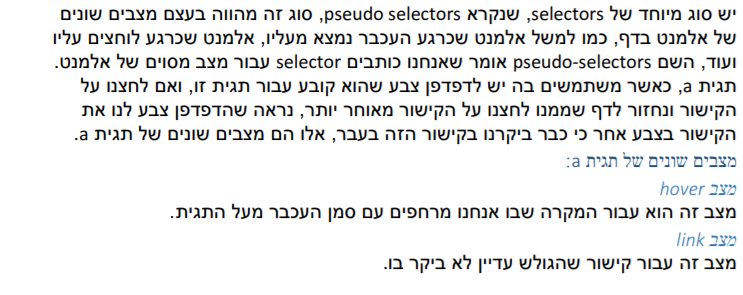 יש סוג מיוחד של selectors, שנקרא pseudo selectors, סוג זה מהווה בעצם מצבים שונים
של אלמנט בדף, כמו למשל אלמנט שכרגע העכבר נמצא מעליו, אלמנט שכרגע לוחצים עליו
ועוד, השם pseudo-selectors אומר שאנחנו כותבים selector עבור מצב מסוים של אלמנט.
תגית a, כאשר משתמשים בה יש לדפדפן צבע שהוא קובע עבור תגית זו, ואם לחצנו על
הקישור ונחזור לדף שממנו לחצנו על הקישור מאוחר יותר, נראה שהדפדפן צבע לנו את
הקישור בצבע אחר כי כבר ביקרנו בקישור הזה בעבר, אלו הם מצבים שונים של תגית a.
מצבים שונים של תגית a:
מצב hover
מצב זה הוא עבור המקרה שבו אנחנו מרחפים עם סמן העכבר מעל התגית.
מצב link
מצב זה עבור קישור שהגולש עדיין לא ביקר בו.